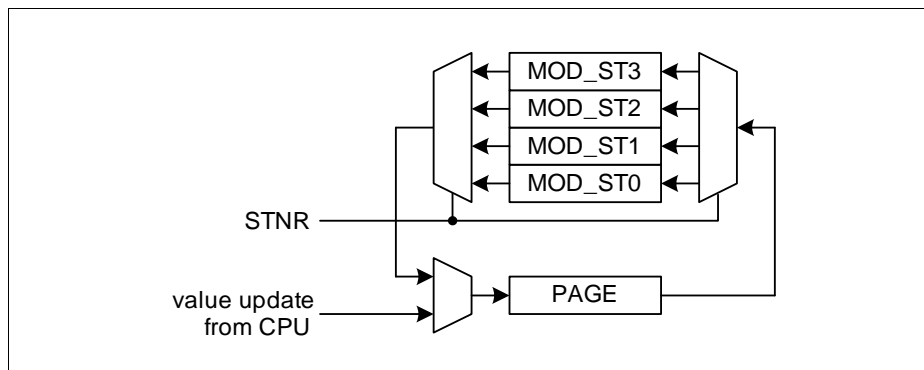 MOD_ST3
MOD_ST2
MOD_ST1
MOD_ST0
STNR
PAGE
value update
from CPU